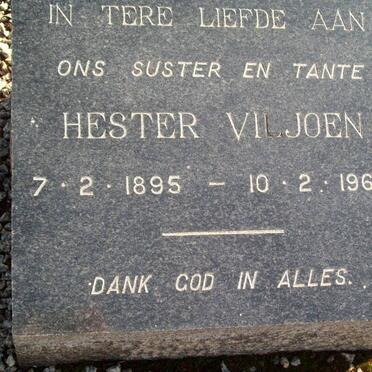 IN TERE LIEFDE AAN
ONS SUSTER EN TANTE
HESTER VILJOEN
7·2·1895 — 10·2·196
DANK GOD IN ALLES.